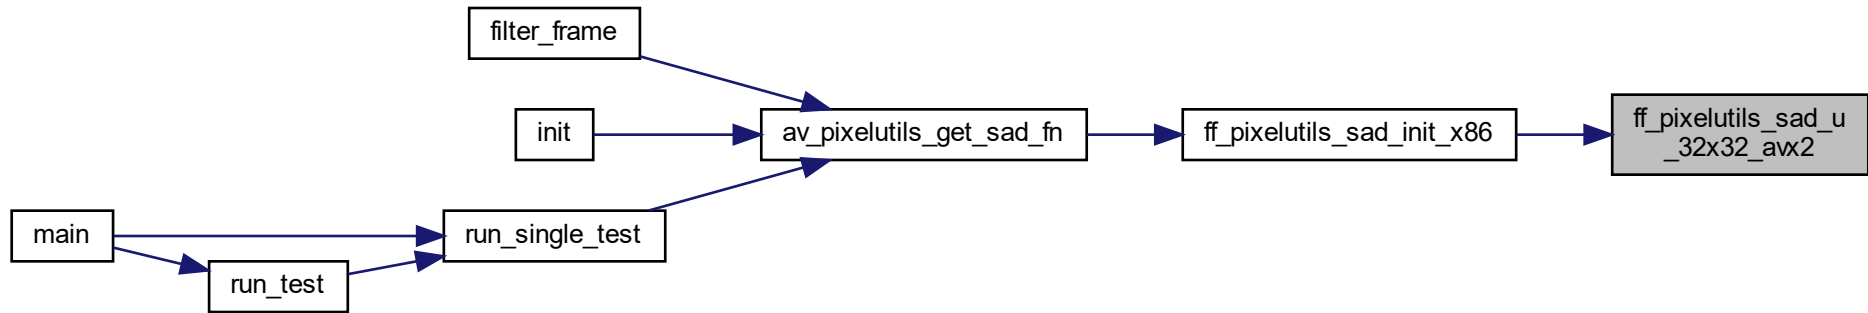 filter_frame
init
av_pixelutils_get_sad_fn
ff_pixelutils_sad_init_x86
ff_pixelutils_sad_u
_32x32_avx2
main
run_single_test
run_test